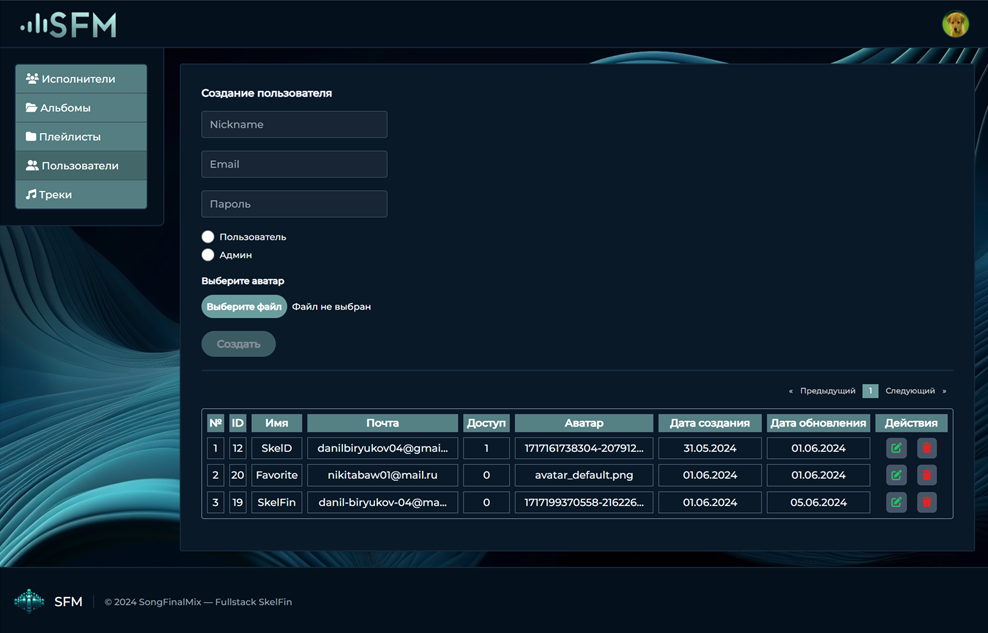 SFM
Исполнители
Альбомы
Плейлисты
Пользователи
Треки
Создание пользователя
Nickname
Email
Пароль
Пользователь
Админ
Выберите аватар
Выберите файл Файл не выбран
Создать
« Предыдущий 1 Следующий »
№ ID Имя Почта Доступ Аватар Дата создания Дата обновления Действия
1 12 SkelD danilbiryukov04@gmai... 1 1717161738304-207912... 31.05.2024 01.06.2024
2 20 Favorite nikitabaw01@mail.ru 0 avatar_default.png 01.06.2024 01.06.2024
3 19 SkelFin danil-biryukov-04@ma... 0 1717199370558-216226... 01.06.2024 05.06.2024
SFM © 2024 SongFinalMix — Fullstack SkelFin